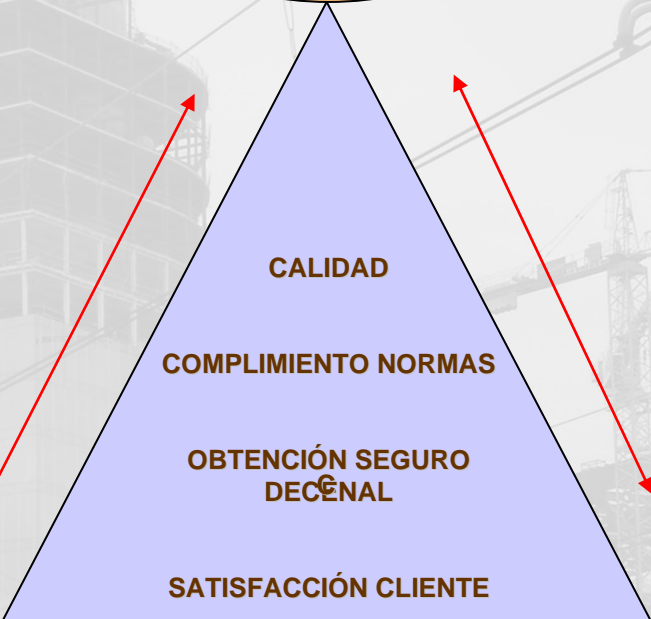 CALIDAD
COMPLIMIENTO NORMAS
OBTENCIÓN SEGURO
DECENAL
C
SATISFACCIÓN CLIENTE